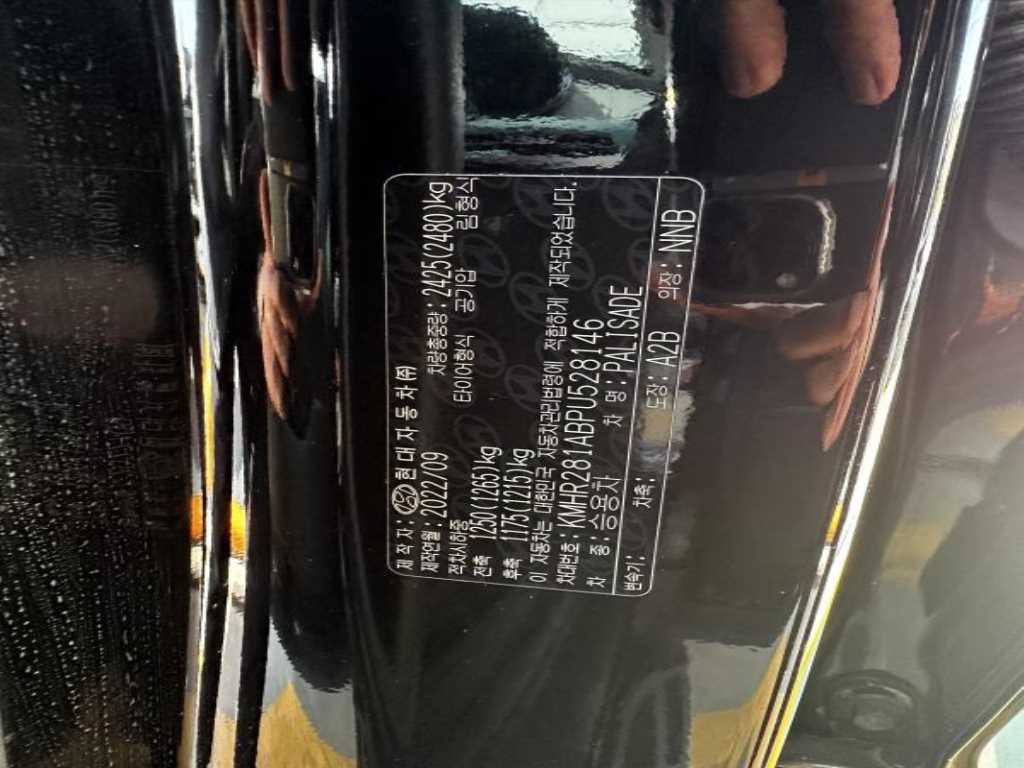 제 작 자 : 현 대 자 동 차 ㈜
제작연월 : 2022/09 차량총중량 : 2425(2480)kg
적차시하중 타이어형식 공기압 림형식
전축 1250(1265)kg
후축 1175(1215)kg
이 자동차는 대한민국 자동차관리법령에 적합하게 제작되었습니다.
차대번호 : KMHR281ABPU528146
차 종 : 승용차 차 명 : PALISADE
변속기 : 차축 : 도장 : A2B 의장 : NNB